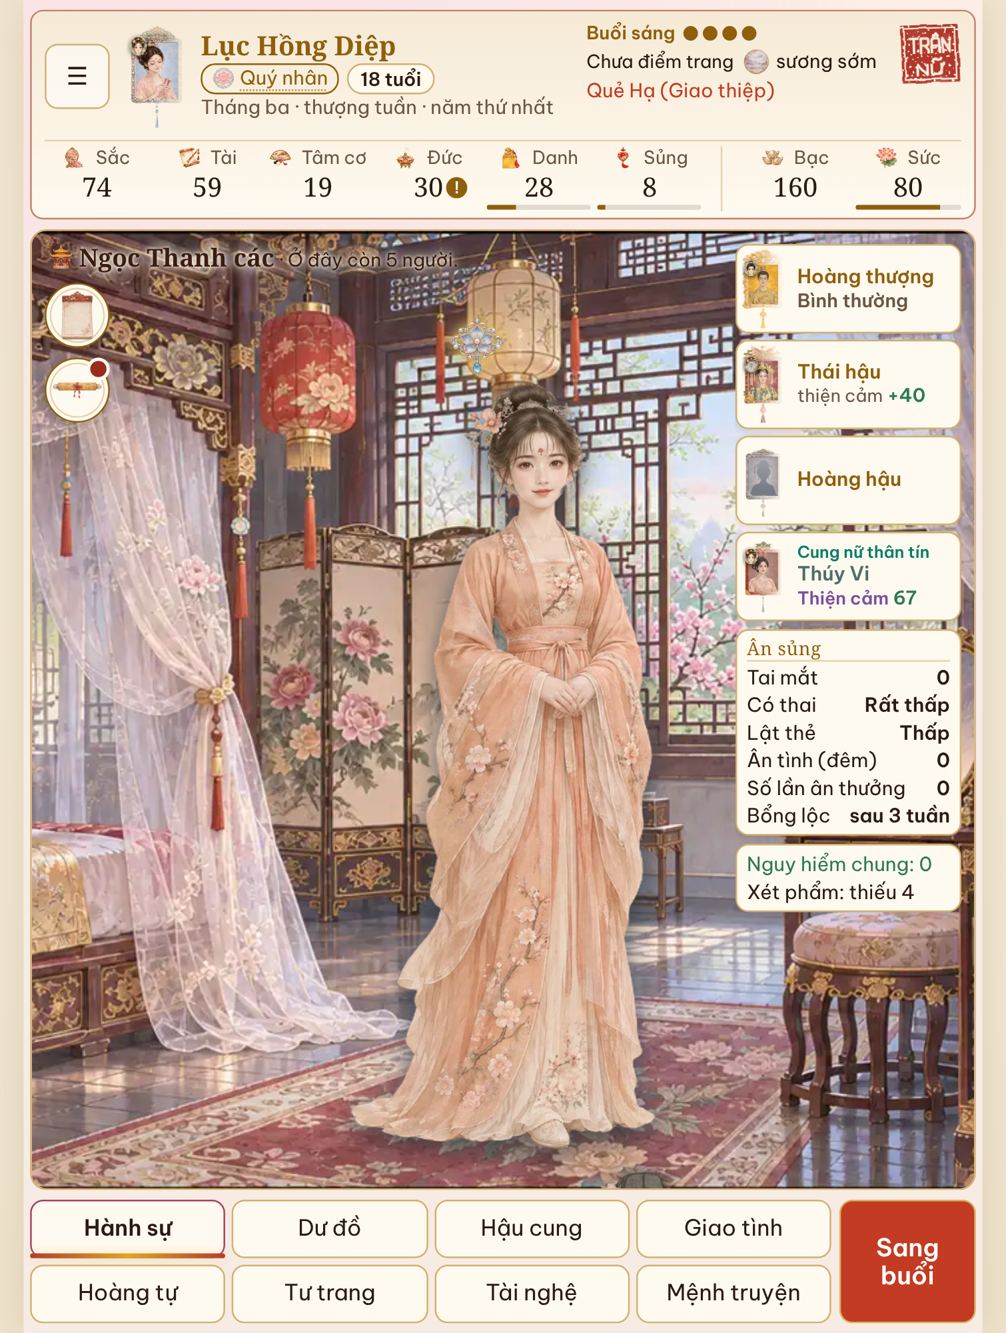 Lục Hồng Diệp
Quý nhân
18 tuổi
Tháng ba · thượng tuần · năm thứ nhất
Buổi sáng
Chưa điểm trang sương sớm
Quẻ Hạ (Giao thiệp)
TRÂN NỮ
Sắc
74
Tài
59
Tâm cơ
19
Đức
30 !
Danh
28
Sủng
8
Bạc
160
Sức
80
Ngọc Thanh các · Ở đây còn 5 người.
Hoàng thượng
Bình thường
Thái hậu
thiện cảm +40
Hoàng hậu
Cung nữ thân tín
Thúy Vi
Thiện cảm 67
Ân sủng
Tai mắt 0
Có thai Rất thấp
Lật thẻ Thấp
Ân tình (đêm) 0
Số lần ân thưởng 0
Bổng lộc sau 3 tuần
Nguy hiểm chung: 0
Xét phẩm: thiếu 4
Hành sự
Dư đồ
Hậu cung
Giao tình
Hoàng tự
Tư trang
Tài nghệ
Mệnh truyện
Sang
buổi